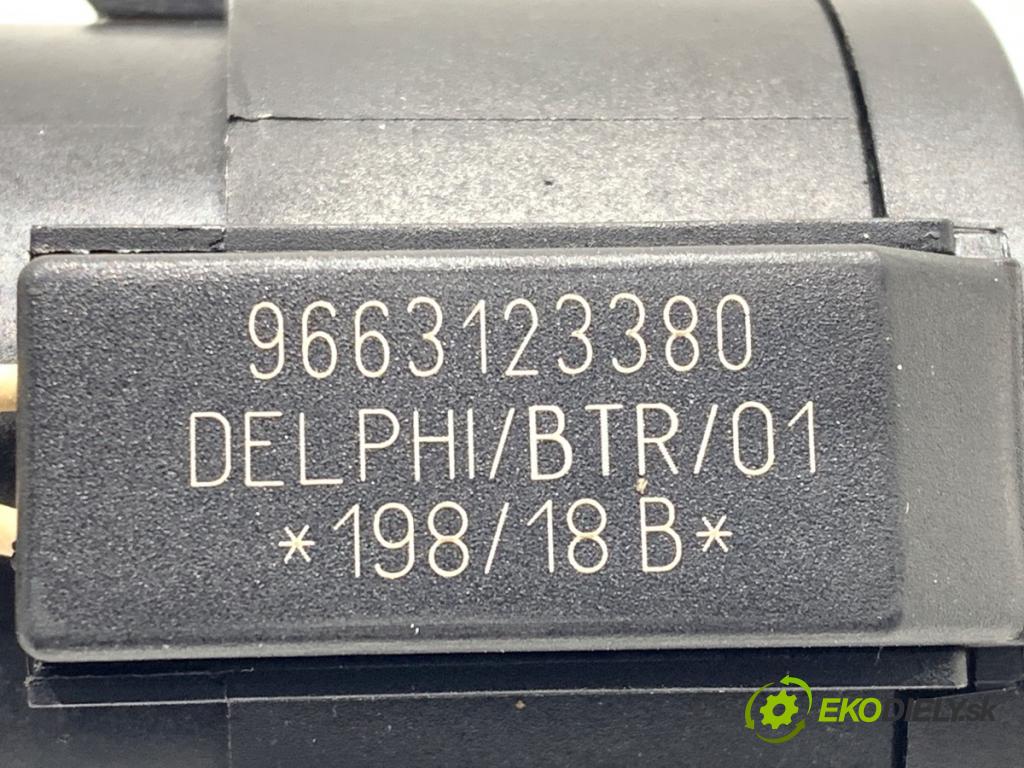 9663123380
DELPHI/BTR/01
*198/18 B*
EKODIELY.sk